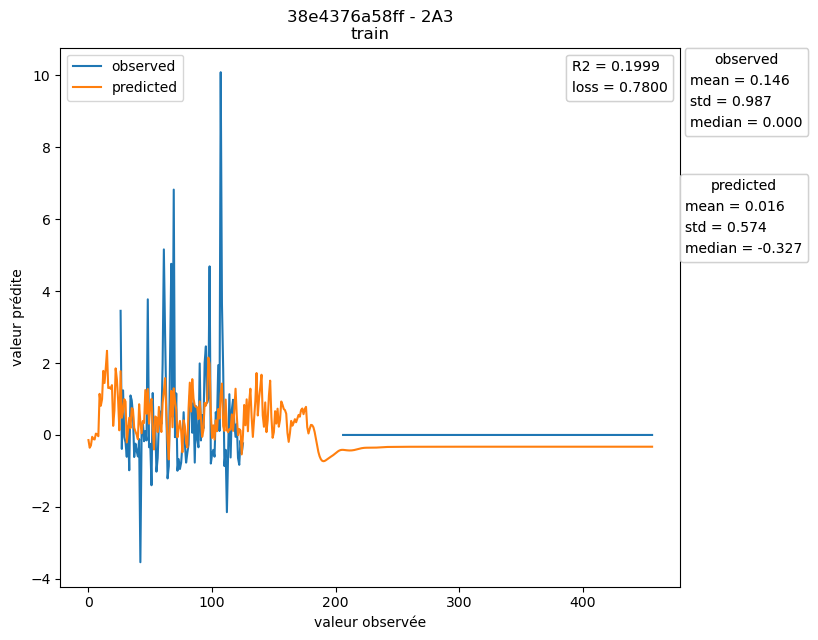 38e4376a58ff - 2A3
train
observed
predicted
R2 = 0.1999
loss = 0.7800
observed
mean = 0.146
std = 0.987
median = 0.000
predicted
mean = 0.016
std = 0.574
median = -0.327
valeur prédite
10
8
6
4
2
0
−2
−4
0
100
200
300
400
valeur observée